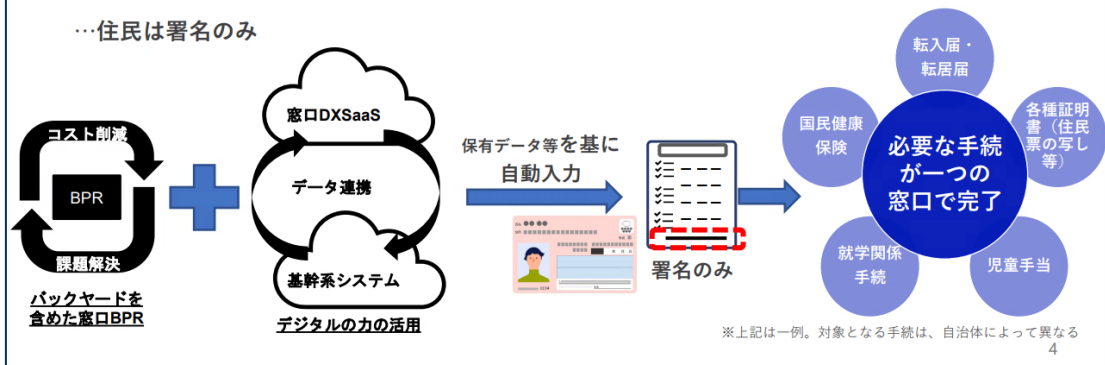 …住民は署名のみ
コスト削減
BPR
課題解決
バックヤードを
含めた窓口BPR
窓口DXSaaS
データ連携
基幹系システム
デジタルの力の活用
保有データ等を基に
自動入力
署名のみ
転入届・
転居届
国民健康
保険
各種証明
書（住民
票の写し
等）
必要な手続
が一つの
窓口で完了
就学関係
手続
児童手当
※上記は一例。対象となる手続は、自治体によって異なる
4